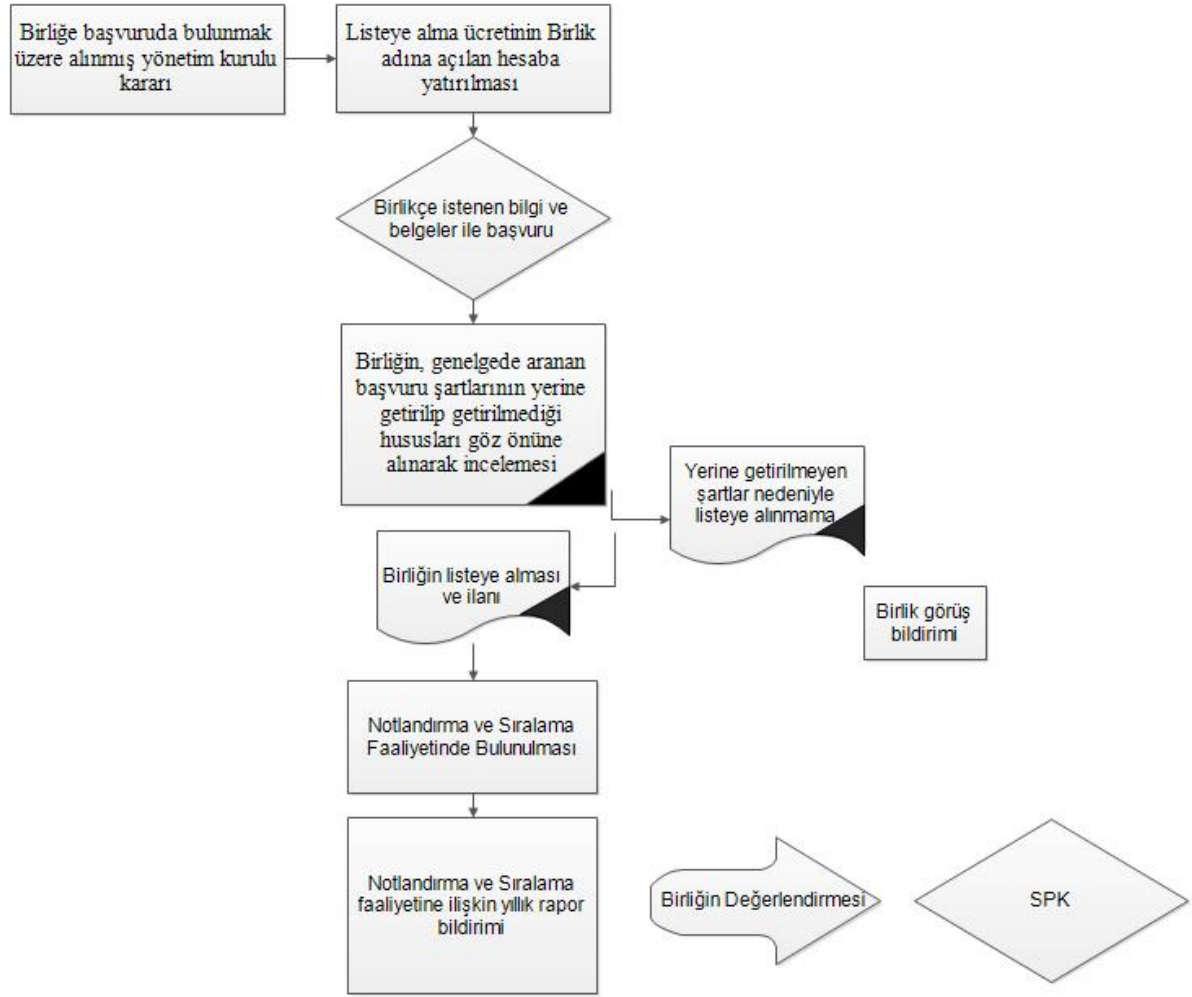 Birliğe başvuruda bulunmak
üzere alınmış yönetim kurulu
kararı
Listeye alma ücretinin Birlik
adına açılan hesaba
yatırılması
Birlikçe istenen bilgi ve
belgeler ile başvuru
Birliğin, genelgede aranan
başvuru şartlarının yerine
getirilip getirilmediği
hususları göz önüne
alınarak incelemesi
Yerine getirilmeyen
şartlar nedeniyle
listeye alınmama
Birliğin listeye alması
ve ilanı
Birlik görüş
bildirimi
Notlandırma ve Sıralama
Faaliyetinde Bulunulması
Notlandırma ve Sıralama
faaliyetine ilişkin yıllık rapor
bildirimi
Birliğin Değerlendirmesi
SPK